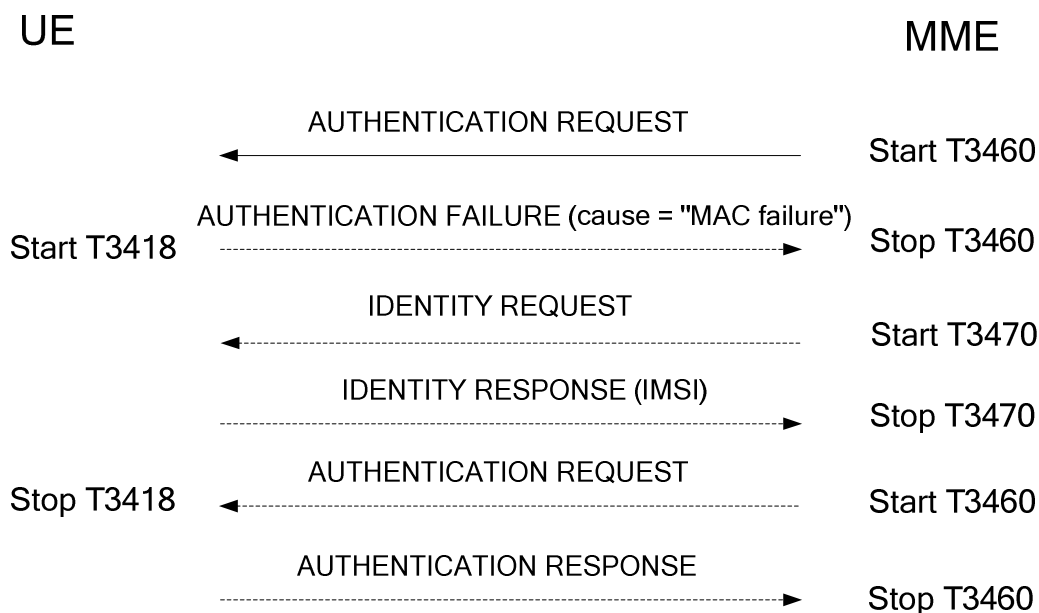 UE
MME
AUTHENTICATION REQUEST
Start T3460
AUTHENTICATION FAILURE (cause = "MAC failure")
Start T3418
Stop T3460
IDENTITY REQUEST
Start T3470
IDENTITY RESPONSE (IMSI)
Stop T3470
AUTHENTICATION REQUEST
Stop T3418
Start T3460
AUTHENTICATION RESPONSE
Stop T3460